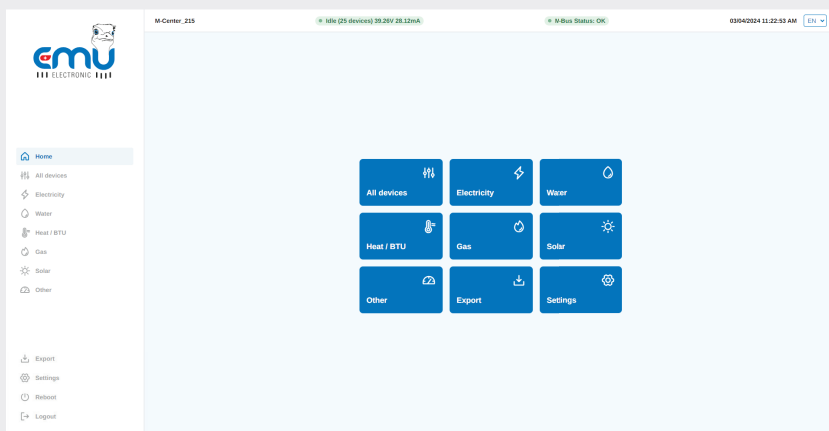 M-Center_215
Idle (25 devices) 39.26V 28.12mA
M-Bus Status: OK
03/04/2024 11:22:53 AM
EN
emu
ELECTRONIC
Home
All devices
Electricity
Water
Heat / BTU
Gas
Solar
Other
Export
Settings
Reboot
Logout
All devices
Electricity
Water
Heat / BTU
Gas
Solar
Other
Export
Settings